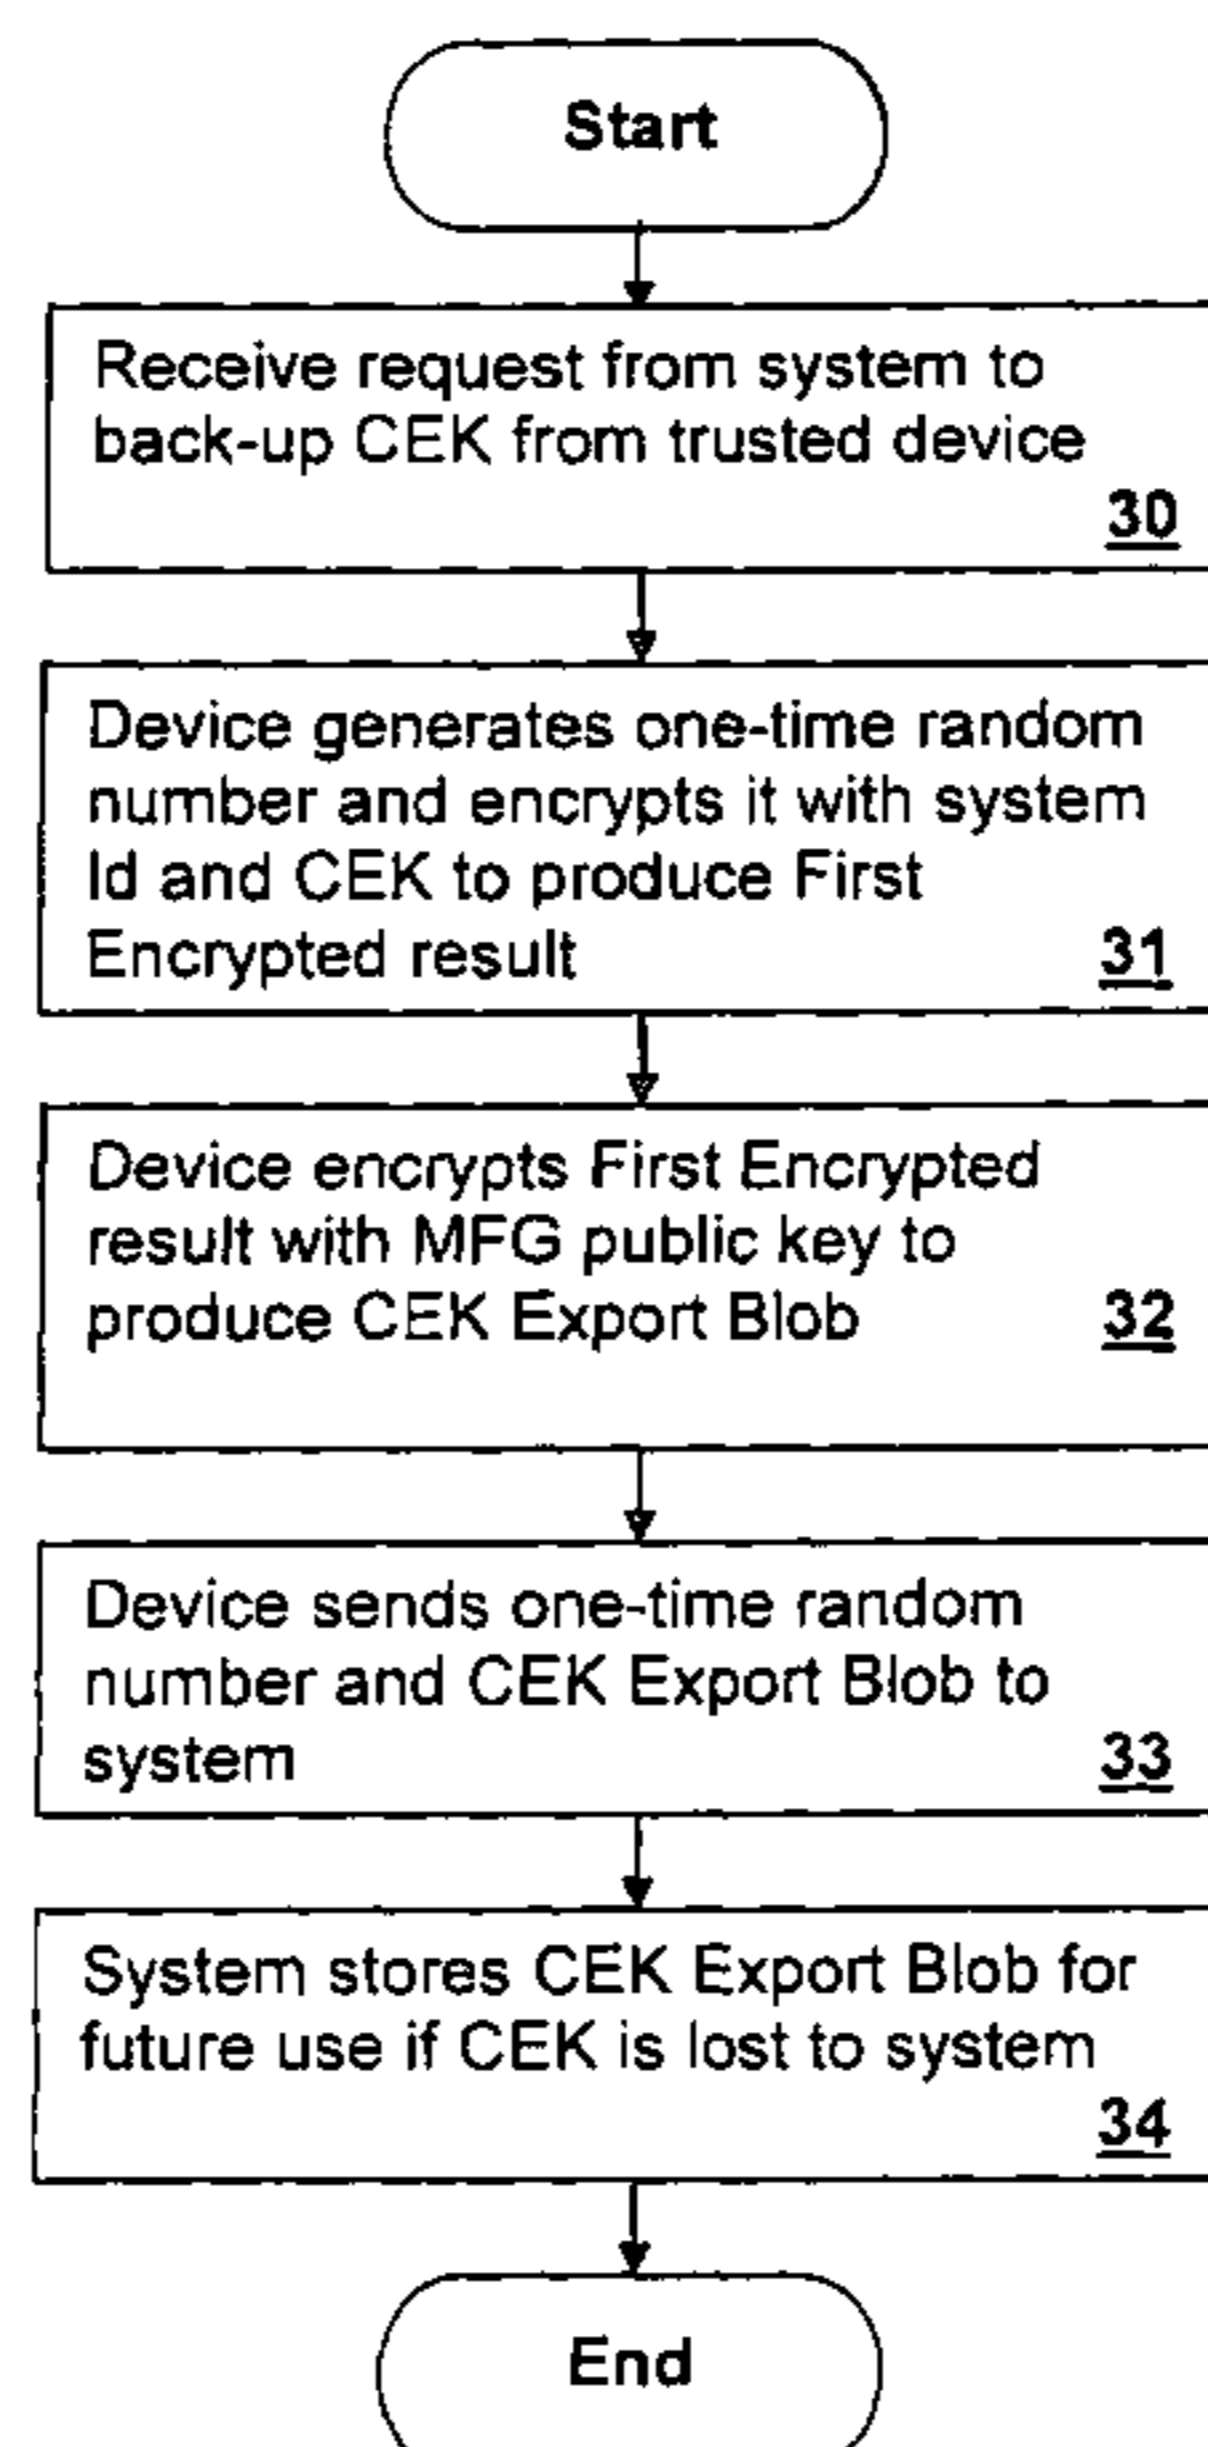 Start
Receive request from system to
back-up CEK from trusted device
30
Device generates one-time random
number and encrypts it with system
Id and CEK to produce First
Encrypted result 31
Device encrypts First Encrypted
result with MFG public key to
produce CEK Export Blob 32
Device sends one-time random
number and CEK Export Blob to
system 33
System stores CEK Export Blob for
future use if CEK is lost to system
34
End